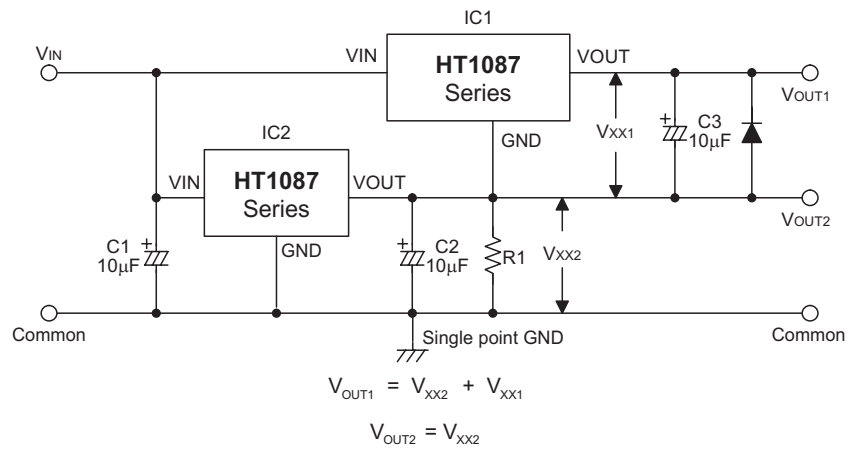 IC1
VIN
VIN
HT1087
Series
VOUT
VOUT1
GND
VXX1
C3
10μF
IC2
VIN
HT1087
Series
VOUT
VOUT2
GND
C1
10μF
C2
10μF
R1
VXX2
Common
Single point GND
Common
VOUT1 = VXX2 + VXX1
VOUT2 = VXX2